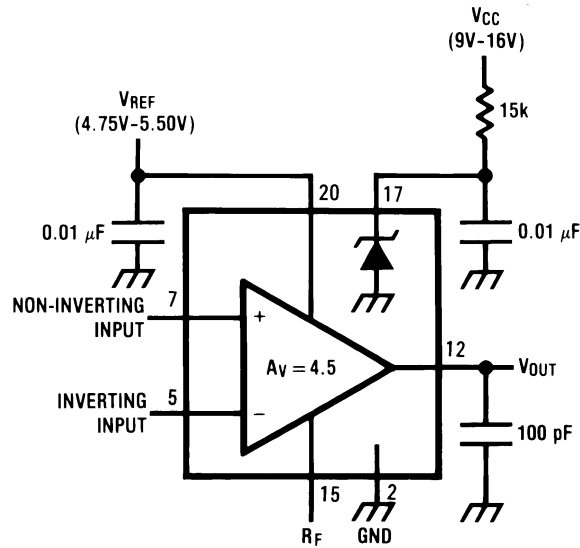 VCC
(9V–16V)
15k
VREF
(4.75V–5.50V)
20
17
0.01 μF
0.01 μF
NON-INVERTING
INPUT
7
+
AV = 4.5
12
VOUT
INVERTING
INPUT
5
–
100 pF
15
2
RF
GND